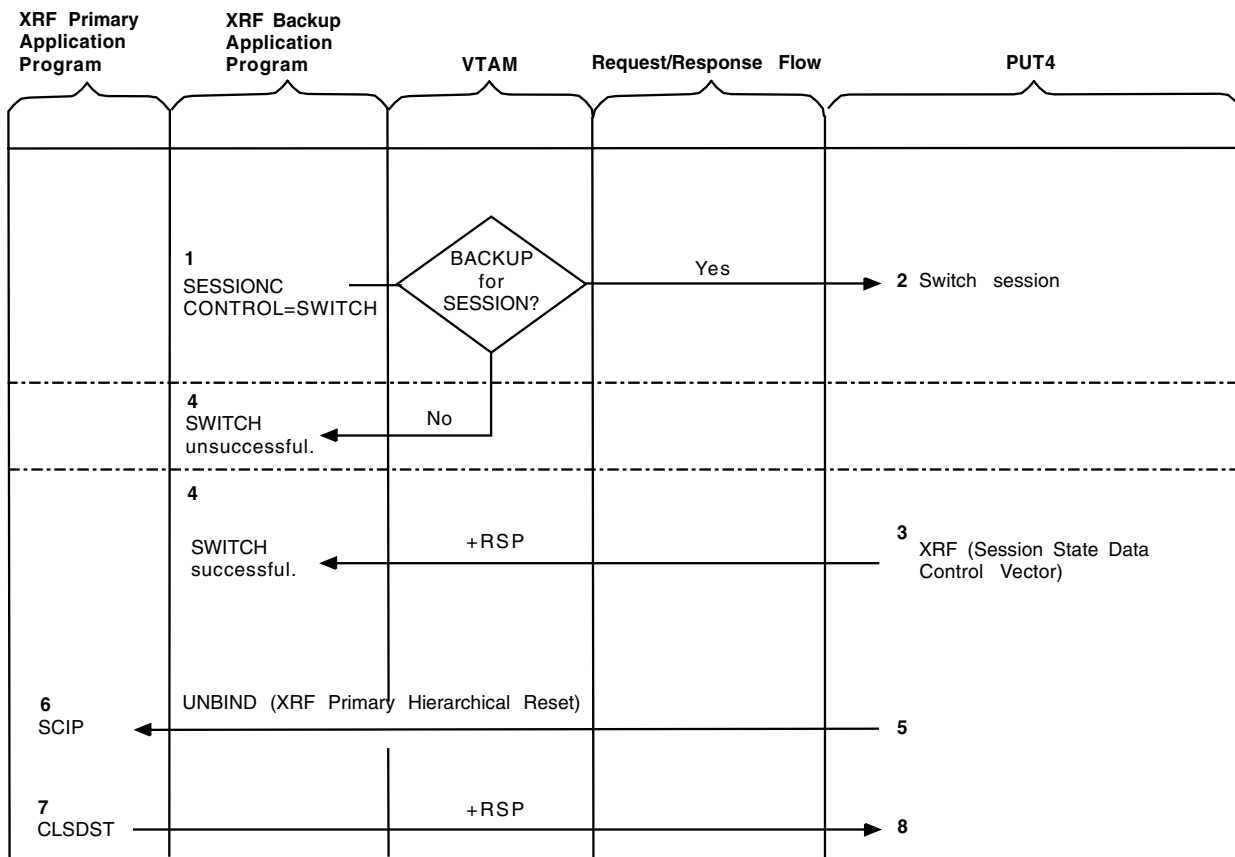 XRF Primary
Application
Program
XRF Backup
Application
Program
VTAM
Request/Response Flow
PUT4
1
SESSIONC
CONTROL=SWITCH
BACKUP
for
SESSION?
Yes
2 Switch session
4
SWITCH
unsuccessful.
No
4
SWITCH
successful.
+RSP
3
XRF (Session State Data
Control Vector)
6
SCIP
UNBIND (XRF Primary Hierarchical Reset)
5
7
CLSDST
+RSP
8